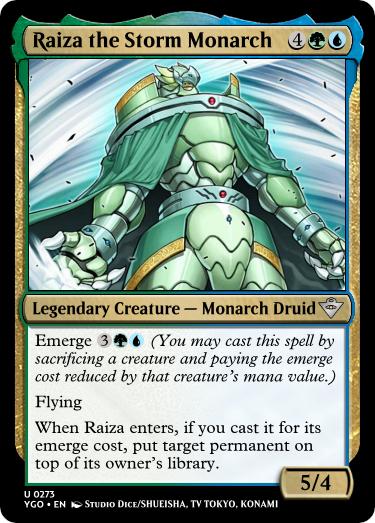 Raiza the Storm Monarch 4
Legendary Creature — Monarch Druid
Emerge 3 (You may cast this spell by
sacrificing a creature and paying the emerge
cost reduced by that creature's mana value.)
Flying
When Raiza enters, if you cast it for its
emerge cost, put target permanent on
top of its owner's library.
5/4
U 0273
YGO • EN Studio Dice/SHUEISHA, TV TOKYO, KONAMI